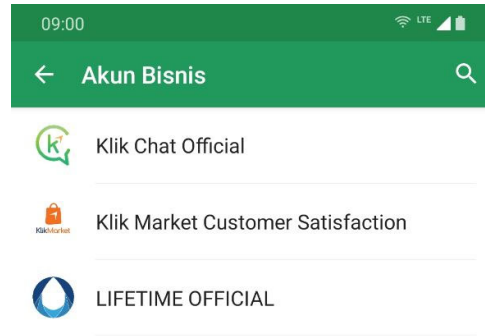 09:00
LTE
Akun Bisnis
Klik Chat Official
KlikMarket
Klik Market Customer Satisfaction
LIFETIME OFFICIAL